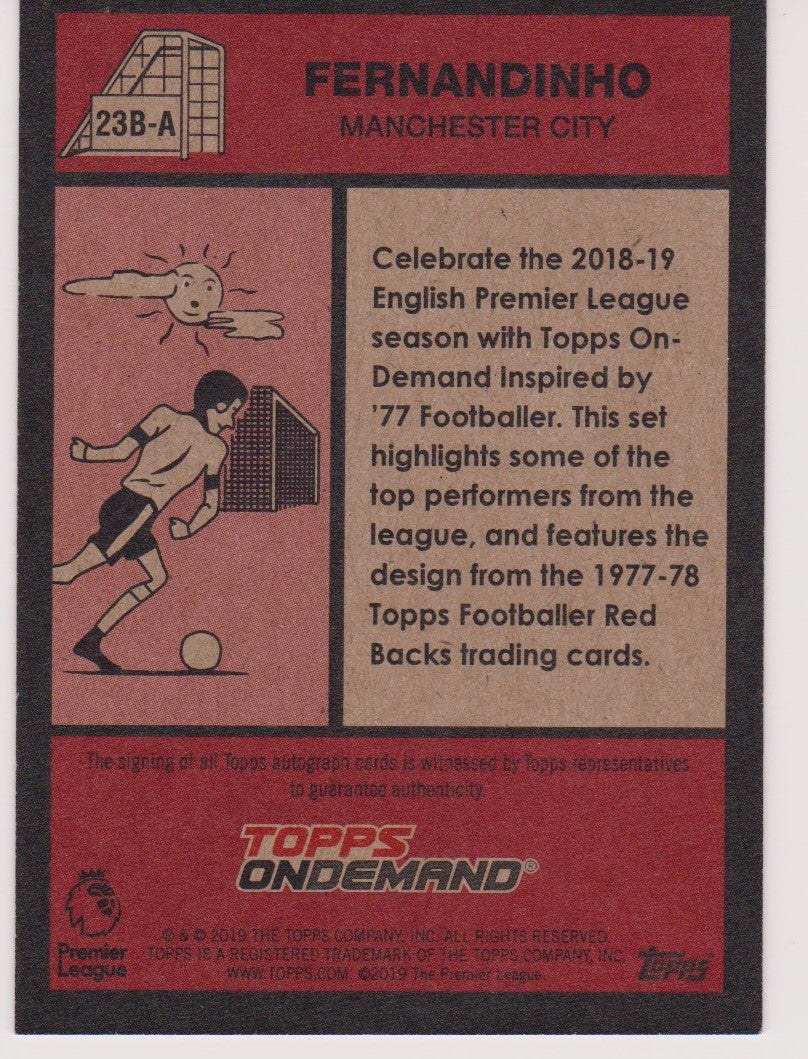 23B-A
FERNANDINHO
MANCHESTER CITY
Celebrate the 2018-19
English Premier League
season with Topps On-
Demand Inspired by
'77 Footballer. This set
highlights some of the
top performers from the
league, and features the
design from the 1977-78
Topps Footballer Red
Backs trading cards.
The signing of all Topps autograph cards is witnessed by Topps representatives
to guarantee authenticity.
TOPPS
ONDEMAND®
Premier
League
® & © 2019 THE TOPPS COMPANY, INC. ALL RIGHTS RESERVED.
TOPPS IS A REGISTERED TRADEMARK OF THE TOPPS COMPANY, INC.
WWW.TOPPS.COM ©2019 The Premier League.
TOPPS